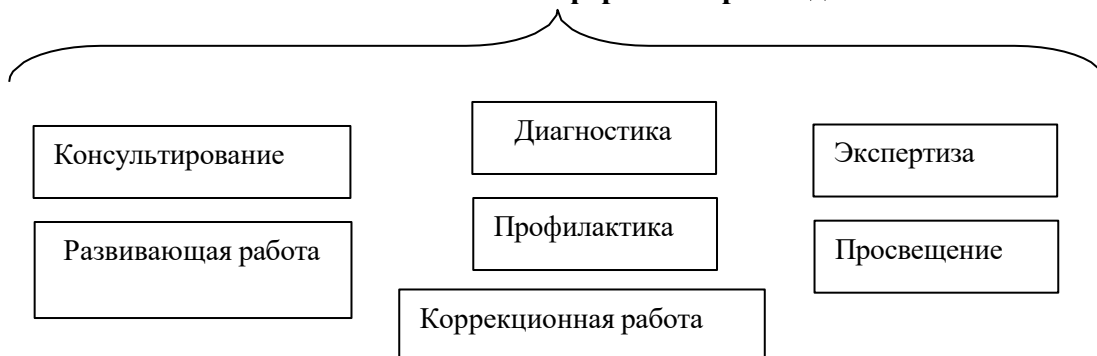 Консультирование
Диагностика
Экспертиза
Развивающая работа
Профилактика
Просвещение
Коррекционная работа